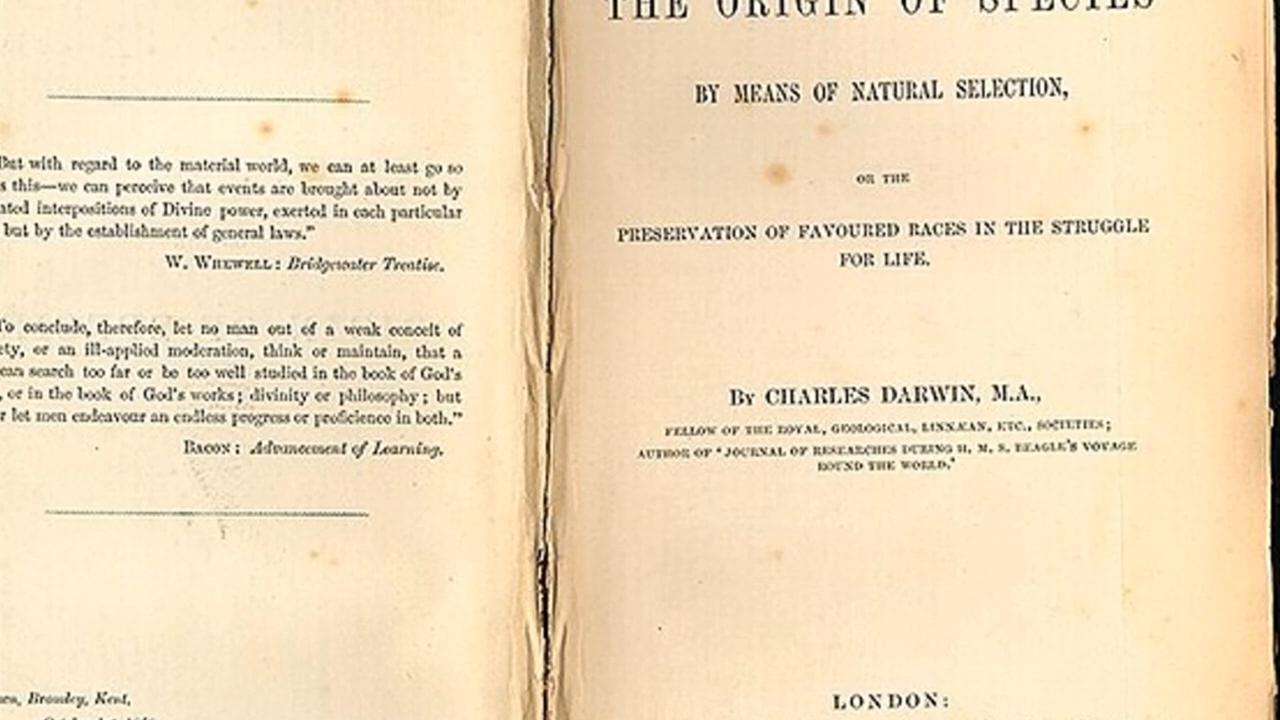 But with regard to the material world, we can at least go so
s this—we can perceive that events are brought about not by
ated interpositions of Divine power, exerted in each particular
but by the establishment of general laws."
W. WHEWELL: Bridgewater Treatise.
To conclude, therefore, let no man out of a weak conceit of
ety, or an ill-applied moderation, think or maintain, that a
can search too far or be too well studied in the book of God's
, or in the book of God's works; divinity or philosophy; but
r let men endeavour an endless progress or proficience in both."
BACON: Advancement of Learning.
wn, Bromley, Kent,
THE ORIGIN OF SPECIES
BY MEANS OF NATURAL SELECTION,
OR THE
PRESERVATION OF FAVOURED RACES IN THE STRUGGLE
FOR LIFE.
BY CHARLES DARWIN, M.A.,
FELLOW OF THE ROYAL, GEOLOGICAL, LINNÆAN, ETC., SOCIETIES;
AUTHOR OF 'JOURNAL OF RESEARCHES DURING H. M. S. BEAGLE'S VOYAGE
ROUND THE WORLD.'
LONDON: